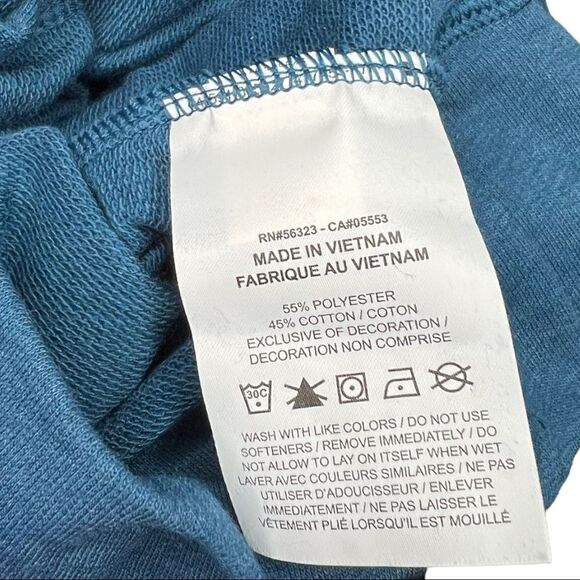 RN#56323 - CA#05553
MADE IN VIETNAM
FABRIQUE AU VIETNAM
55% POLYESTER
45% COTTON / COTON
EXCLUSIVE OF DECORATION /
DECORATION NON COMPRISE
30C
WASH WITH LIKE COLORS / DO NOT USE
SOFTENERS / REMOVE IMMEDIATELY / DO
NOT ALLOW TO LAY ON ITSELF WHEN WET
LAVER AVEC COULEURS SIMILAIRES / NE PAS
UTILISER D'ADOUCISSEUR / ENLEVER
IMMEDIATEMENT / NE PAS LAISSER LE
VÊTEMENT PLIÉ LORSQU'IL EST MOUILLÉ